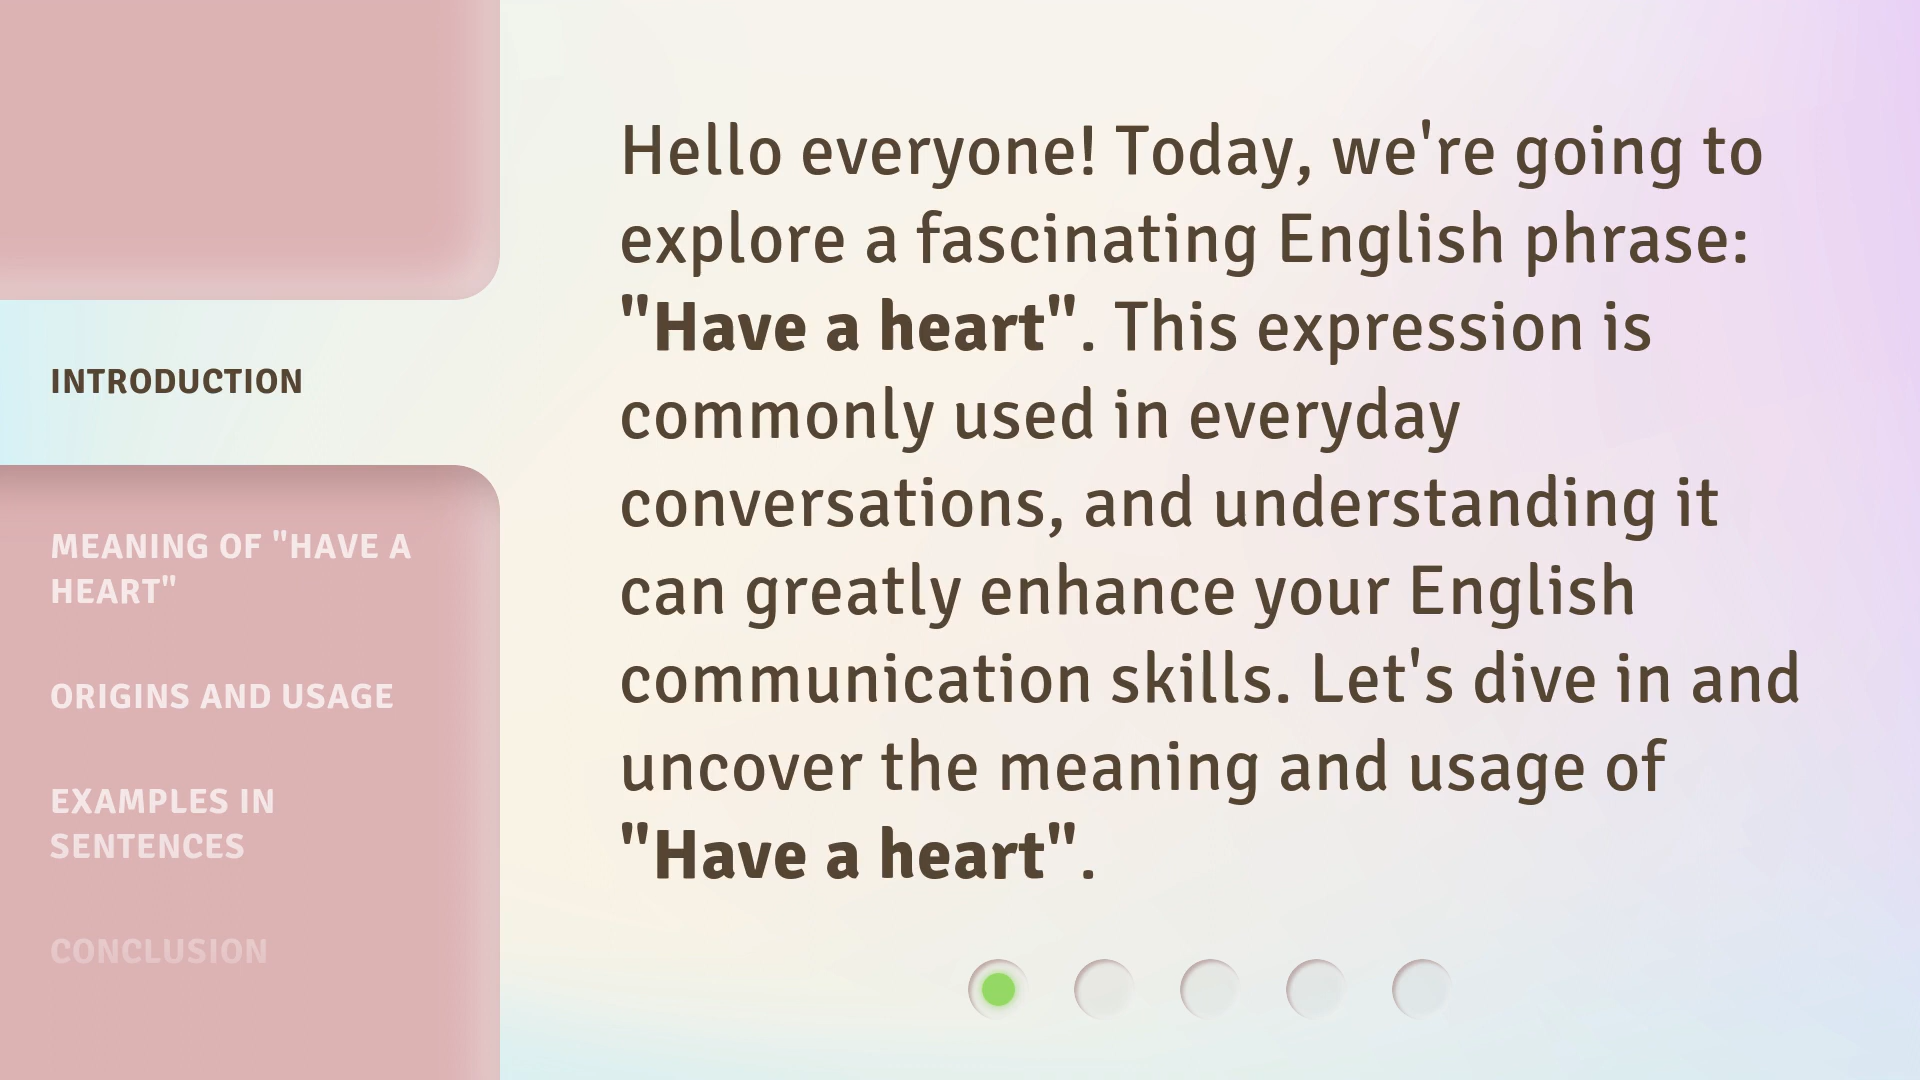 INTRODUCTION
MEANING OF "HAVE A
HEART"
ORIGINS AND USAGE
EXAMPLES IN
SENTENCES
CONCLUSION
Hello everyone! Today, we're going to
explore a fascinating English phrase:
"Have a heart". This expression is
commonly used in everyday
conversations, and understanding it
can greatly enhance your English
communication skills. Let's dive in and
uncover the meaning and usage of
"Have a heart".